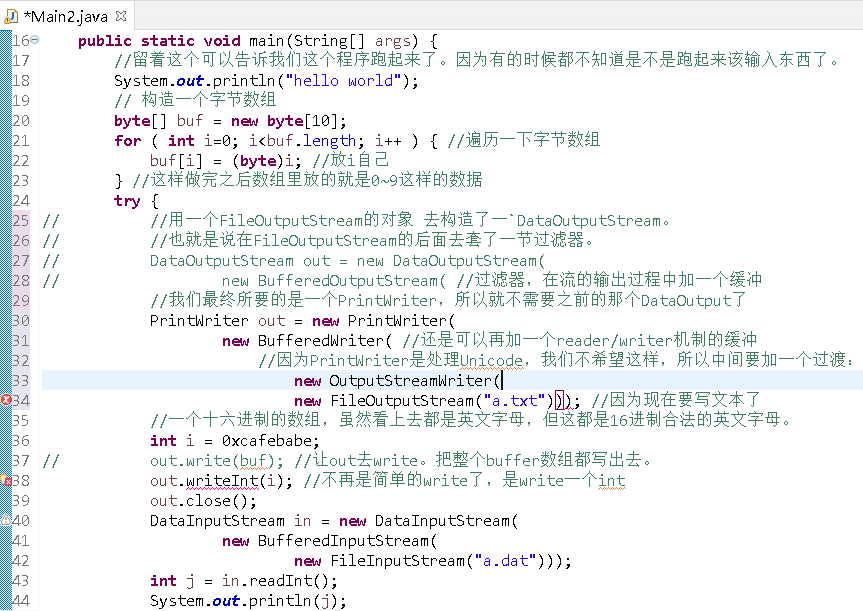 *Main2.java
16 public static void main(String[] args) {
17 //留着这个可以告诉我们这个程序跑起来了。因为有的时候都不知道是不是跑起来该输入东西了。
18 System.out.println("hello world");
19 // 构造一个字节数组
20 byte[] buf = new byte[10];
21 for ( int i=0; i<buf.length; i++ ) { //遍历一下字节数组
22 buf[i] = (byte)i; //放i自己
23 } //这样做完之后数组里放的就是0~9这样的数据
24 try {
25 // //用一个FileOutputStream的对象 去构造了一`DataOutputStream。
26 // //也就是说在FileOutputStream的后面去套了一节过滤器。
27 // DataOutputStream out = new DataOutputStream(
28 // new BufferedOutputStream( //过滤器，在流的输出过程中加一个缓冲
29 //我们最终所要的是一个PrintWriter，所以就不需要之前的那个DataOutput了
30 PrintWriter out = new PrintWriter(
31 new BufferedWriter( //还是可以再加一个reader/writer机制的缓冲
32 //因为PrintWriter是处理Unicode，我们不希望这样，所以中间要加一个过渡：
33 new OutputStreamWriter(
34 new FileOutputStream("a.txt"))); //因为现在要写文本了
35 //一个十六进制的数组，虽然看上去都是英文字母，但这都是16进制合法的英文字母。
36 int i = 0xcafebabe;
37 // out.write(buf); //让out去write。把整个buffer数组都写出去。
38 out.writeInt(i); //不再是简单的write了，是write一个int
39 out.close();
40 DataInputStream in = new DataInputStream(
41 new BufferedInputStream(
42 new FileInputStream("a.dat")));
43 int j = in.readInt();
44 System.out.println(j);